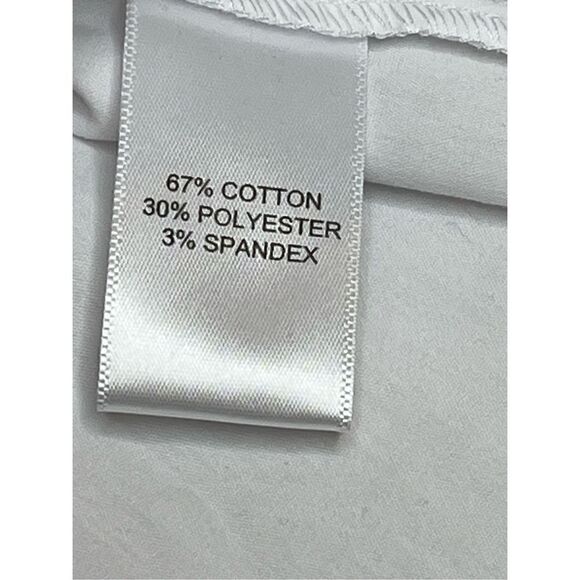 67% COTTON
30% POLYESTER
3% SPANDEX